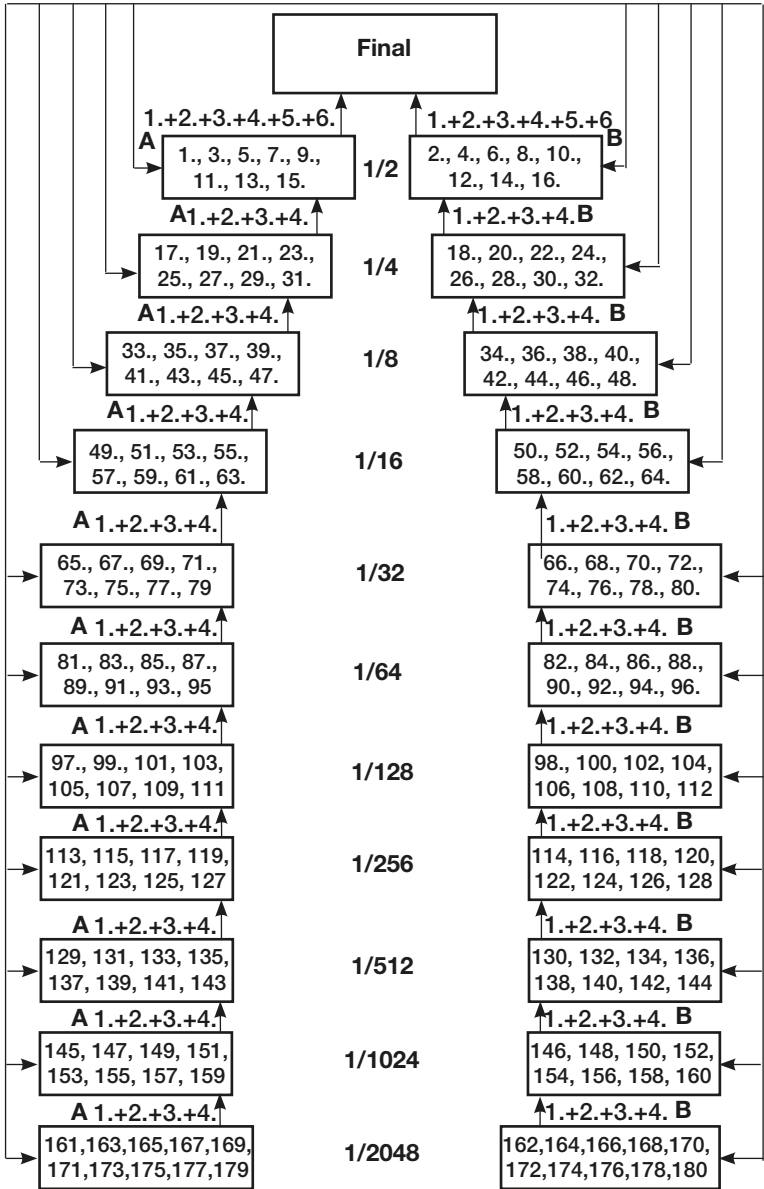 Final
1.+2.+3.+4.+5.+6. 1.+2.+3.+4.+5.+6
A B
1., 3., 5., 7., 9., 1/2 2., 4., 6., 8., 10.,
11., 13., 15. 12., 14., 16.
A 1.+2.+3.+4. 1.+2.+3.+4. B
17., 19., 21., 23., 1/4 18., 20., 22., 24.,
25., 27., 29., 31. 26., 28., 30., 32.
A 1.+2.+3.+4. 1.+2.+3.+4. B
33., 35., 37., 39., 1/8 34., 36., 38., 40.,
41., 43., 45., 47. 42., 44., 46., 48.
A 1.+2.+3.+4. 1.+2.+3.+4. B
49., 51., 53., 55., 1/16 50., 52., 54., 56.,
57., 59., 61., 63. 58., 60., 62., 64.
A 1.+2.+3.+4. 1.+2.+3.+4. B
65., 67., 69., 71., 1/32 66., 68., 70., 72.,
73., 75., 77., 79 74., 76., 78., 80.
A 1.+2.+3.+4. 1.+2.+3.+4. B
81., 83., 85., 87., 1/64 82., 84., 86., 88.,
89., 91., 93., 95 90., 92., 94., 96.
A 1.+2.+3.+4. 1.+2.+3.+4. B
97., 99., 101, 103, 1/128 98., 100, 102, 104,
105, 107, 109, 111 106, 108, 110, 112
A 1.+2.+3.+4. 1.+2.+3.+4. B
113, 115, 117, 119, 1/256 114, 116, 118, 120,
121, 123, 125, 127 122, 124, 126, 128
A 1.+2.+3.+4. 1.+2.+3.+4. B
129, 131, 133, 135, 1/512 130, 132, 134, 136,
137, 139, 141, 143 138, 140, 142, 144
A 1.+2.+3.+4. 1.+2.+3.+4. B
145, 147, 149, 151, 1/1024 146, 148, 150, 152,
153, 155, 157, 159 154, 156, 158, 160
A 1.+2.+3.+4. 1.+2.+3.+4. B
161,163,165,167,169, 1/2048 162,164,166,168,170,
171,173,175,177,179 172,174,176,178,180